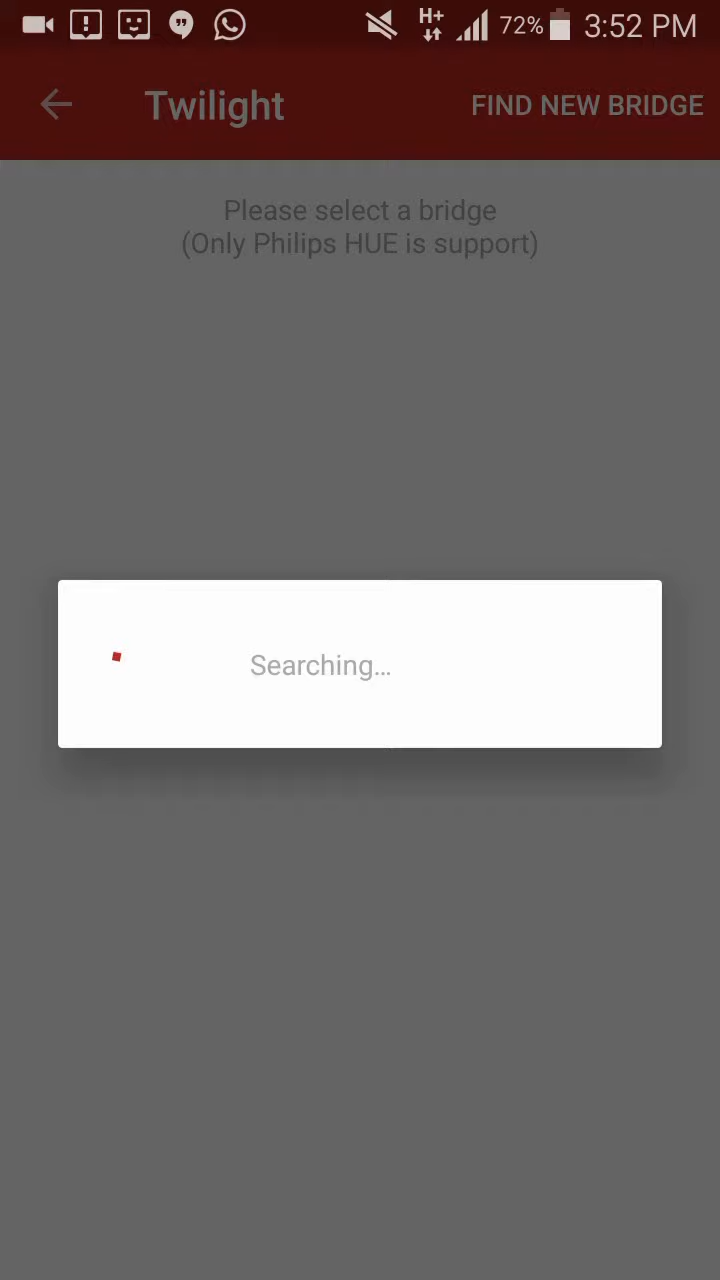 H+ 72% 3:52 PM
Twilight FIND NEW BRIDGE
Please select a bridge
(Only Philips HUE is support)
Searching...